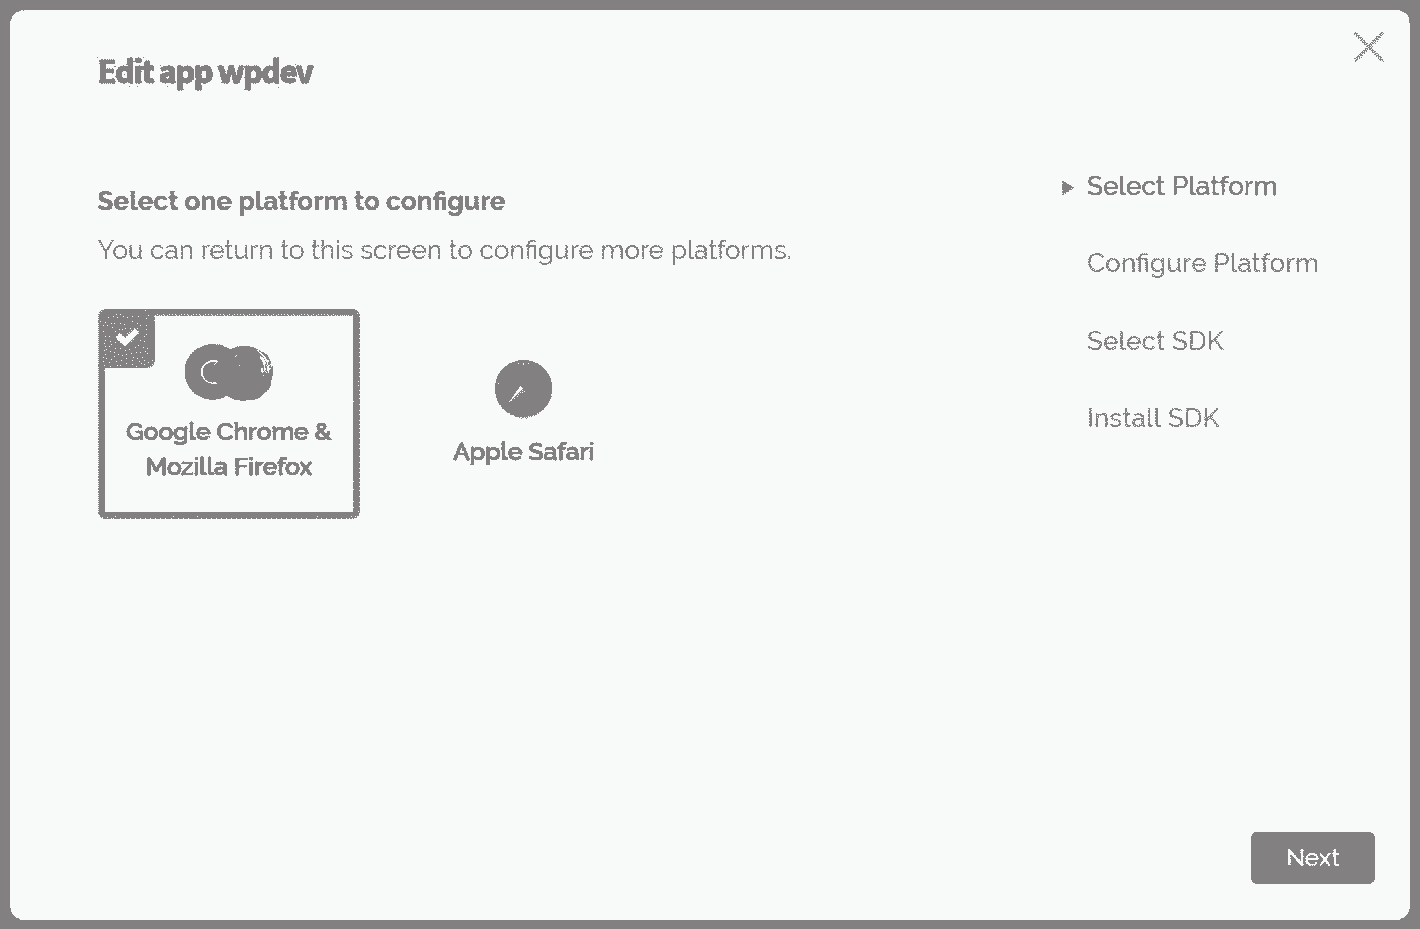 Edit app wpdev
Select one platform to configure
You can return to this screen to configure more platforms.
Google Chrome &
Mozilla Firefox
Apple Safari
Select Platform
Configure Platform
Select SDK
Install SDK
Next